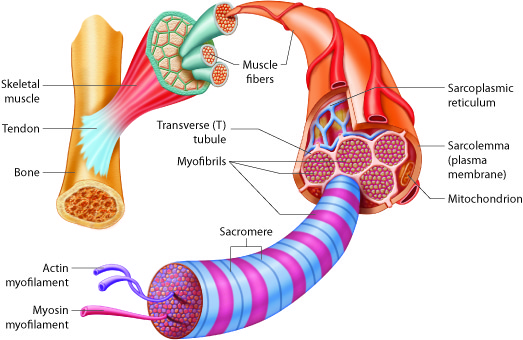 Skeletal
muscle
Tendon
Bone
Muscle
fibers
Transverse (T)
tubule
Myofibrils
Sarcoplasmic
reticulum
Sarcolemma
(plasma
membrane)
Mitochondrion
Sacromere
Actin
myofilament
Myosin
myofilament